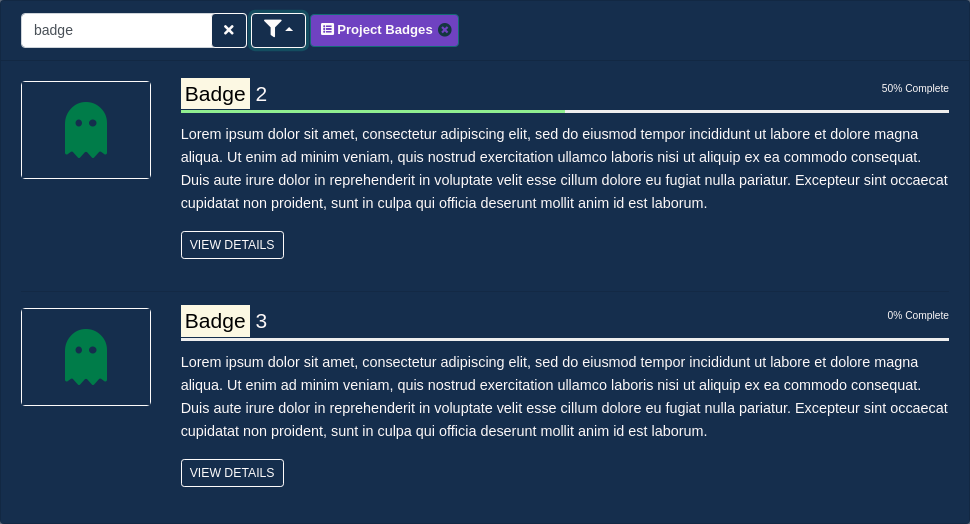 badge
Project Badges
Badge 2
50% Complete
Lorem ipsum dolor sit amet, consectetur adipiscing elit, sed do eiusmod tempor incididunt ut labore et dolore magna
aliqua. Ut enim ad minim veniam, quis nostrud exercitation ullamco laboris nisi ut aliquip ex ea commodo consequat.
Duis aute irure dolor in reprehenderit in voluptate velit esse cillum dolore eu fugiat nulla pariatur. Excepteur sint occaecat
cupidatat non proident, sunt in culpa qui officia deserunt mollit anim id est laborum.
VIEW DETAILS
Badge 3
0% Complete
Lorem ipsum dolor sit amet, consectetur adipiscing elit, sed do eiusmod tempor incididunt ut labore et dolore magna
aliqua. Ut enim ad minim veniam, quis nostrud exercitation ullamco laboris nisi ut aliquip ex ea commodo consequat.
Duis aute irure dolor in reprehenderit in voluptate velit esse cillum dolore eu fugiat nulla pariatur. Excepteur sint occaecat
cupidatat non proident, sunt in culpa qui officia deserunt mollit anim id est laborum.
VIEW DETAILS